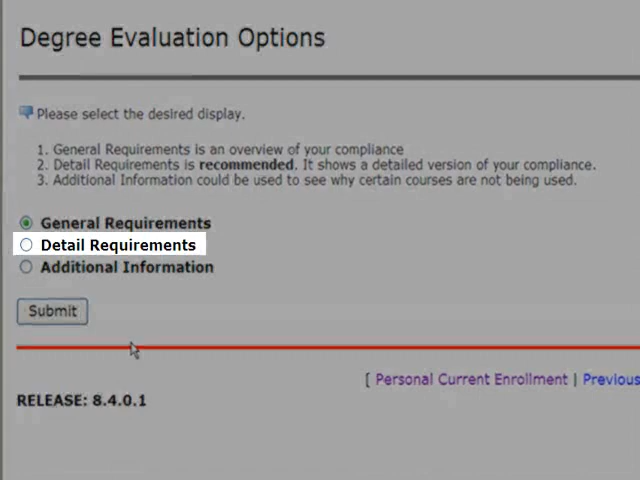 Degree Evaluation Options
Please select the desired display.
1. General Requirements is an overview of your compliance
2. Detail Requirements is recommended. It shows a detailed version of your compliance.
3. Additional Information could be used to see why certain courses are not being used.
General Requirements
Detail Requirements
Additional Information
Submit
[ Personal Current Enrollment | Previous
RELEASE: 8.4.0.1